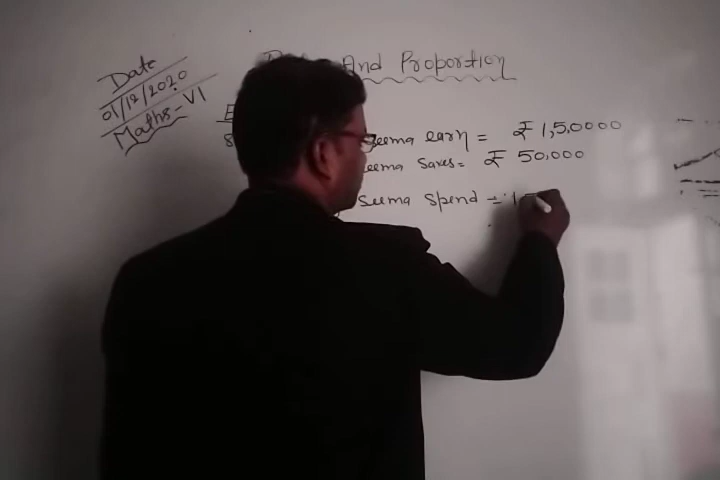 Date
01/12/2020
Maths-VI
And Proportion
seema earn = ₹ 1,5,0000
seema saves = ₹ 50,000
seema spend =